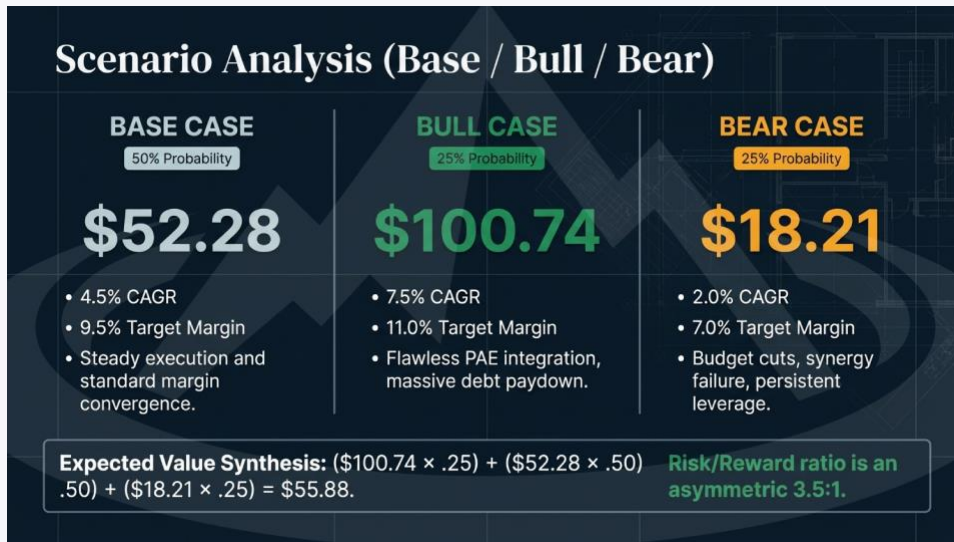 Scenario Analysis (Base / Bull / Bear)
BASE CASE
50% Probability
$52.28
• 4.5% CAGR
• 9.5% Target Margin
• Steady execution and
standard margin
convergence.
BULL CASE
25% Probability
$100.74
• 7.5% CAGR
• 11.0% Target Margin
• Flawless PAE integration,
massive debt paydown.
BEAR CASE
25% Probability
$18.21
• 2.0% CAGR
• 7.0% Target Margin
• Budget cuts, synergy
failure, persistent
leverage.
Expected Value Synthesis: ($100.74 × .25) + ($52.28 × .50)
.50) + ($18.21 × .25) = $55.88.
Risk/Reward ratio is an
asymmetric 3.5:1.